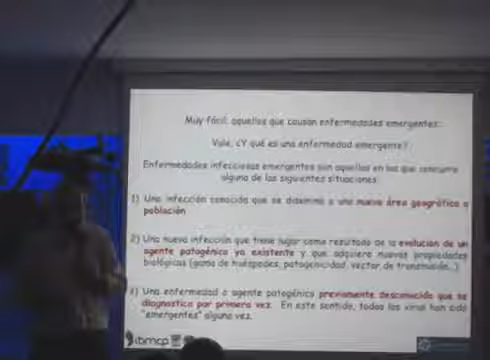 Muy fácil: aquellos que causan enfermedades emergentes.
Vale, ¿Y qué es una enfermedad emergente?
Enfermedades infecciosas emergentes son aquellas en las que concurre
alguna de las siguientes situaciones:
1) Una infección conocida que se disemina a una nueva área geográfica o
población
2) Una nueva infección que tiene lugar como resultado de la evolución de un
agente patogénico ya existente y que adquiere nuevas propiedades
biológicas (gama de huéspedes, patogenicidad, vector de transmisión...)
3) Una enfermedad o agente patogénico previamente desconocido que se
diagnostica por primera vez. En este sentido, todos los virus han sido
"emergentes" alguna vez.
ibmcp